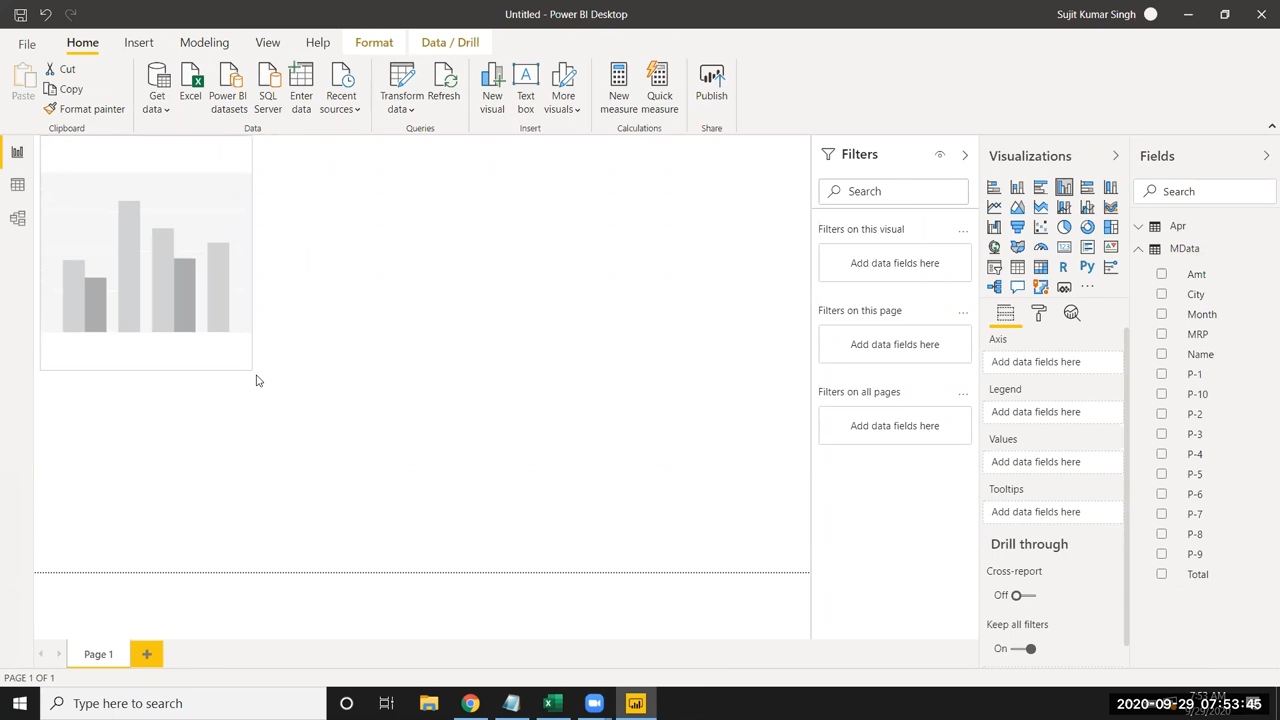 Untitled - Power BI Desktop
Sujit Kumar Singh
File
Home
Insert
Modeling
View
Help
Format
Data / Drill
Paste
Cut
Copy
Format painter
Clipboard
Get data
Excel
Power BI datasets
SQL Server
Enter data
Recent sources
Data
Transform data
Refresh
Queries
New visual
Text box
More visuals
Insert
New measure
Quick measure
Calculations
Publish
Share
Filters
Search
Filters on this visual
Add data fields here
Filters on this page
Add data fields here
Filters on all pages
Add data fields here
Visualizations
R
Py
Axis
Add data fields here
Legend
Add data fields here
Values
Add data fields here
Tooltips
Add data fields here
Drill through
Cross-report
Off
Keep all filters
On
Fields
Search
Apr
MData
Amt
City
Month
MRP
Name
P-1
P-10
P-2
P-3
P-4
P-5
P-6
P-7
P-8
P-9
Total
Page 1
PAGE 1 OF 1
Type here to search
7:53 AM
2020-09-29 07:53:45
9/29/2020